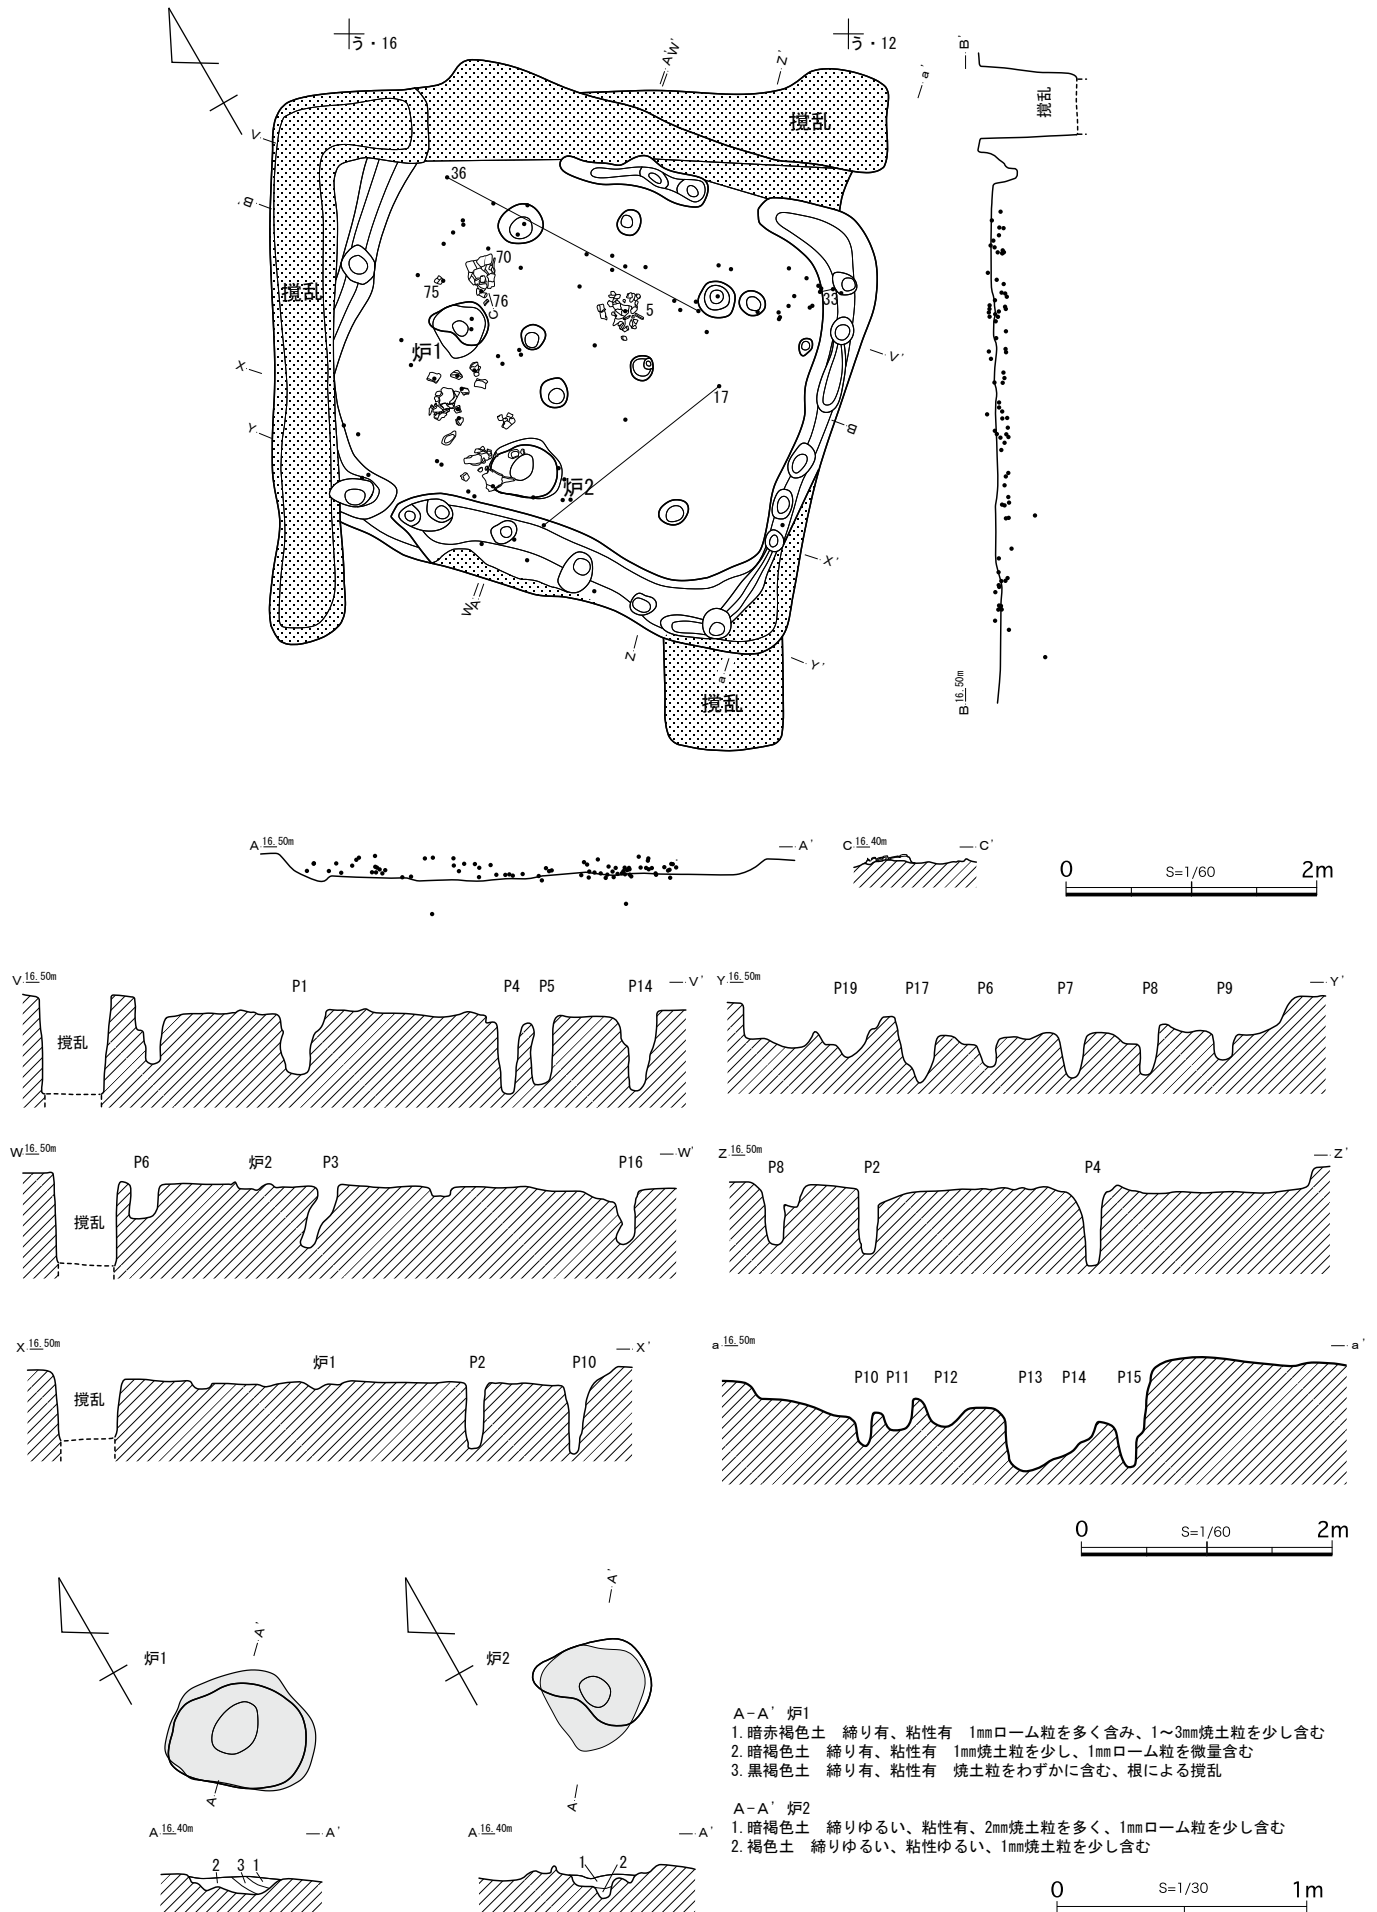 う・16
う・12
A'
W'
Z'
a'
B'
撹乱
撹乱
V
36
B
70
75
76
C
5
33
撹乱
炉1
V'
X
17
Y
B
炉2
X'
W
A
Z
a
Y'
撹乱
B 16.50m
A 16.50m
A'
C 16.40m
C'
0
S=1/60
2m
V 16.50m
P1
P4
P5
P14
V'
撹乱
Y 16.50m
P19
P17
P6
P7
P8
P9
Y'
W 16.50m
P6
炉2
P3
P16
W'
撹乱
Z 16.50m
P8
P2
P4
Z'
X 16.50m
炉1
P2
P10
X'
撹乱
a 16.50m
P10
P11
P12
P13
P14
P15
a'
0
S=1/60
2m
炉1
A'
A
炉2
A'
A
A 16.40m
A'
2
3
1
A 16.40m
A'
1
2
A-A' 炉1
1.暗赤褐色土　締り有、粘性有　1㎜ローム粒を多く含み、1～3㎜焼土粒を少し含む
2.暗褐色土　締り有、粘性有　1㎜焼土粒を少し、1㎜ローム粒を微量含む
3.黒褐色土　締り有、粘性有　焼土粒をわずかに含む、根による撹乱
A-A' 炉2
1.暗褐色土　締りゆるい、粘性有、2㎜焼土粒を多く、1㎜ローム粒を少し含む
2.褐色土　締りゆるい、粘性ゆるい、1㎜焼土粒を少し含む
0
S=1/30
1m